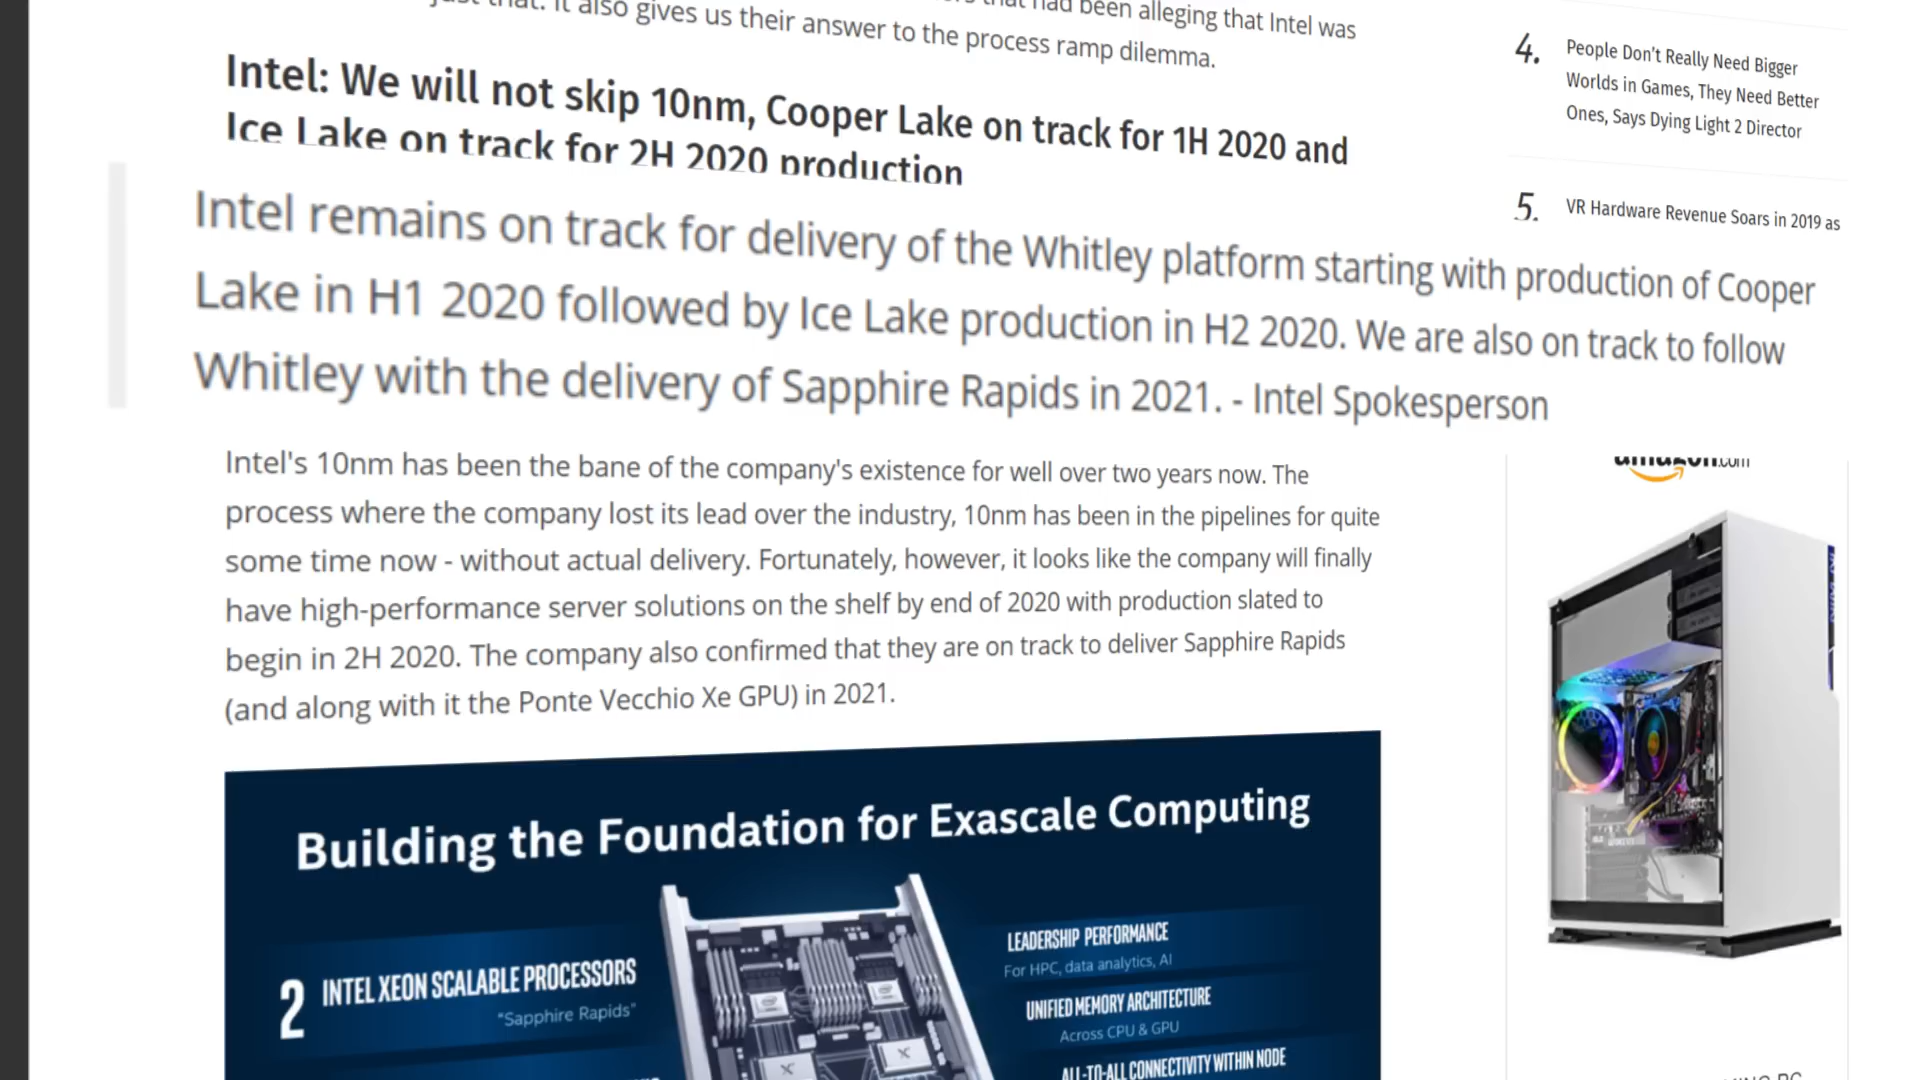 just that. It also gives us their answer to the process ramp dilemma.
had been alleging that Intel was
Intel: We will not skip 10nm, Cooper Lake on track for 1H 2020 and
Ice Lake on track for 2H 2020 production
Intel remains on track for delivery of the Whitley platform starting with production of Cooper
Lake in H1 2020 followed by Ice Lake production in H2 2020. We are also on track to follow
Whitley with the delivery of Sapphire Rapids in 2021. - Intel Spokesperson
Intel's 10nm has been the bane of the company's existence for well over two years now. The
process where the company lost its lead over the industry, 10nm has been in the pipelines for quite
some time now - without actual delivery. Fortunately, however, it looks like the company will finally
have high-performance server solutions on the shelf by end of 2020 with production slated to
begin in 2H 2020. The company also confirmed that they are on track to deliver Sapphire Rapids
(and along with it the Ponte Vecchio Xe GPU) in 2021.
Building the Foundation for Exascale Computing
2 INTEL XEON SCALABLE PROCESSORS
"Sapphire Rapids"
LEADERSHIP PERFORMANCE
For HPC, data analytics, AI
UNIFIED MEMORY ARCHITECTURE
Across CPU & GPU
ALL-TO-ALL CONNECTIVITY WITHIN NODE
4. People Don't Really Need Bigger
Worlds in Games, They Need Better
Ones, Says Dying Light 2 Director
5. VR Hardware Revenue Soars in 2019 as
amazon.com